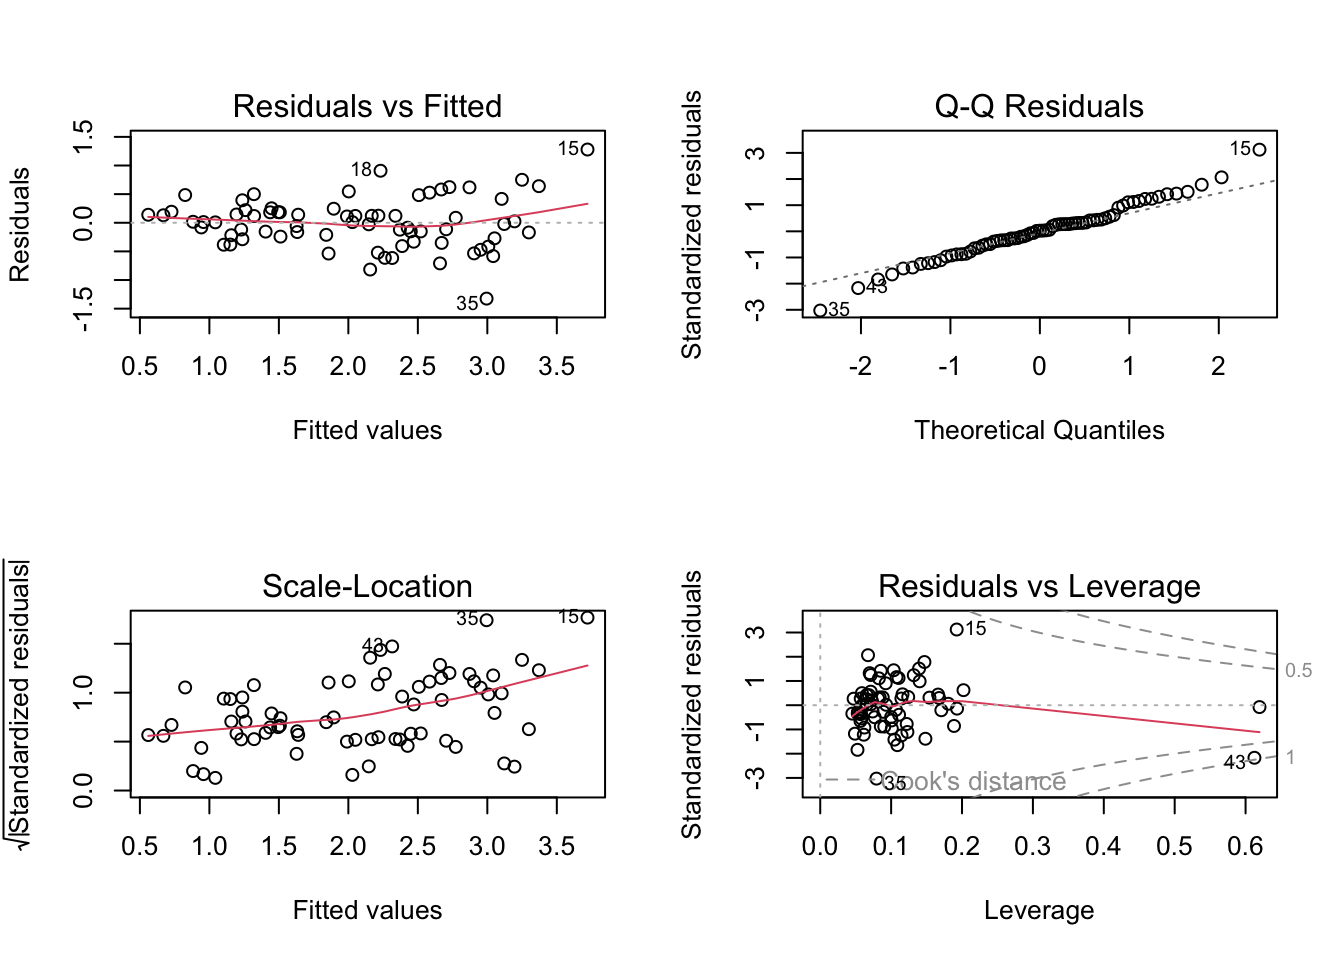 Residuals vs Fitted
Residuals
1.5
0.0
-1.5
15
18
35
0.5 1.0 1.5 2.0 2.5 3.0 3.5
Fitted values
Q-Q Residuals
Standardized residuals
3
1
-1
-3
15
43
35
-2 -1 0 1 2
Theoretical Quantiles
Scale-Location
√|Standardized residuals|
1.0
0.0
35
15
43
0.5 1.0 1.5 2.0 2.5 3.0 3.5
Fitted values
Residuals vs Leverage
Standardized residuals
3
1
-1
-3
15
0.5
43
1
35
Cook's distance
0.0 0.1 0.2 0.3 0.4 0.5 0.6
Leverage